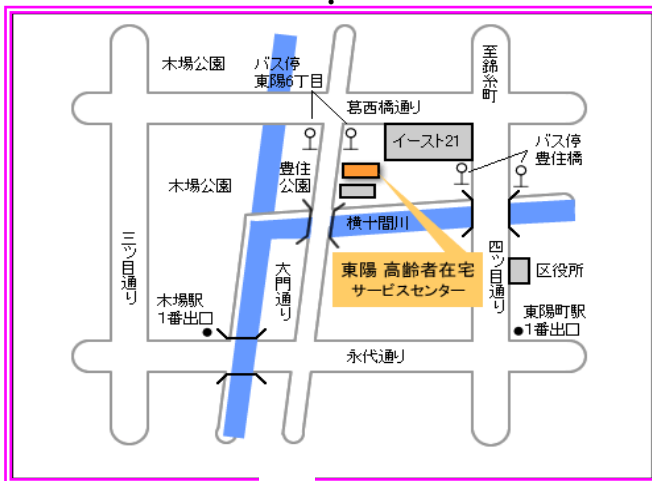 木場公園
バス停
東陽6丁目
至錦糸町
葛西橋通り
イースト21
バス停
豊住橋
豊住
公園
木場公園
横十間川
三ツ目通り
大門通り
東陽 高齢者在宅
サービスセンター
四ツ目通り
区役所
木場駅
1番出口
東陽町駅
1番出口
永代通り